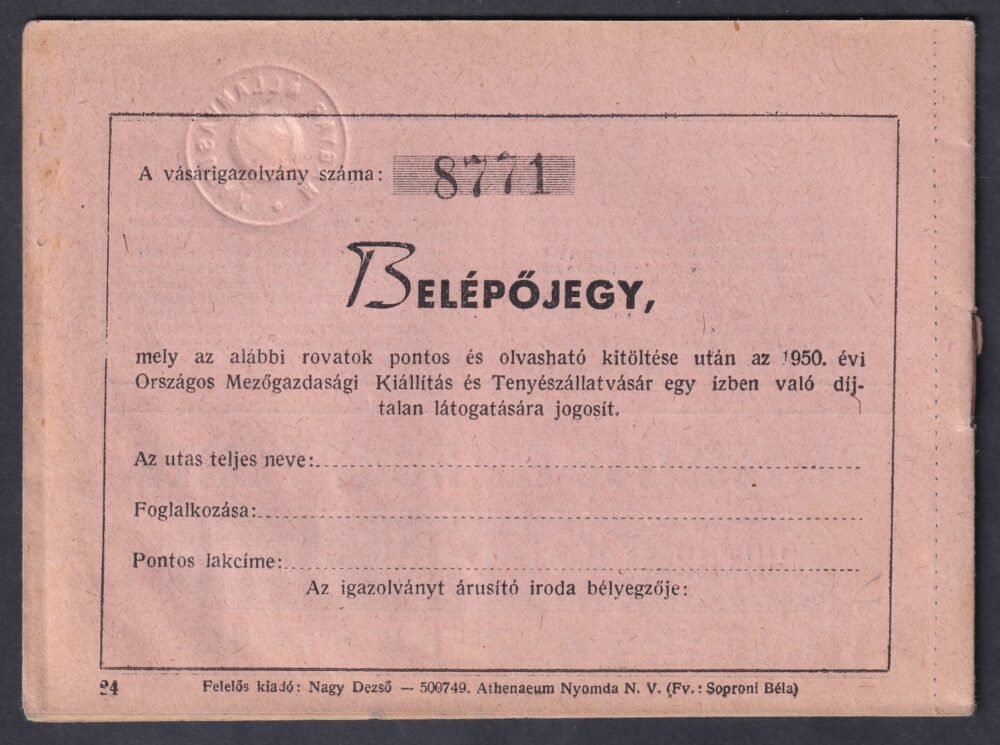 A vásárigazolvány száma: 8771
BELÉPŐJEGY,
mely az alábbi rovatok pontos és olvasható kitöltése után az 1950. évi
Országos Mezőgazdasági Kiállítás és Tenyészállatvásár egy ízben való díj-
talan látogatására jogosít.
Az utas teljes neve:
Foglalkozása:
Pontos lakcíme:
Az igazolványt árusító iroda bélyegzője:
24 Felelős kiadó: Nagy Dezső — 500749. Athenaeum Nyomda N. V. (Fv.: Soproni Béla)